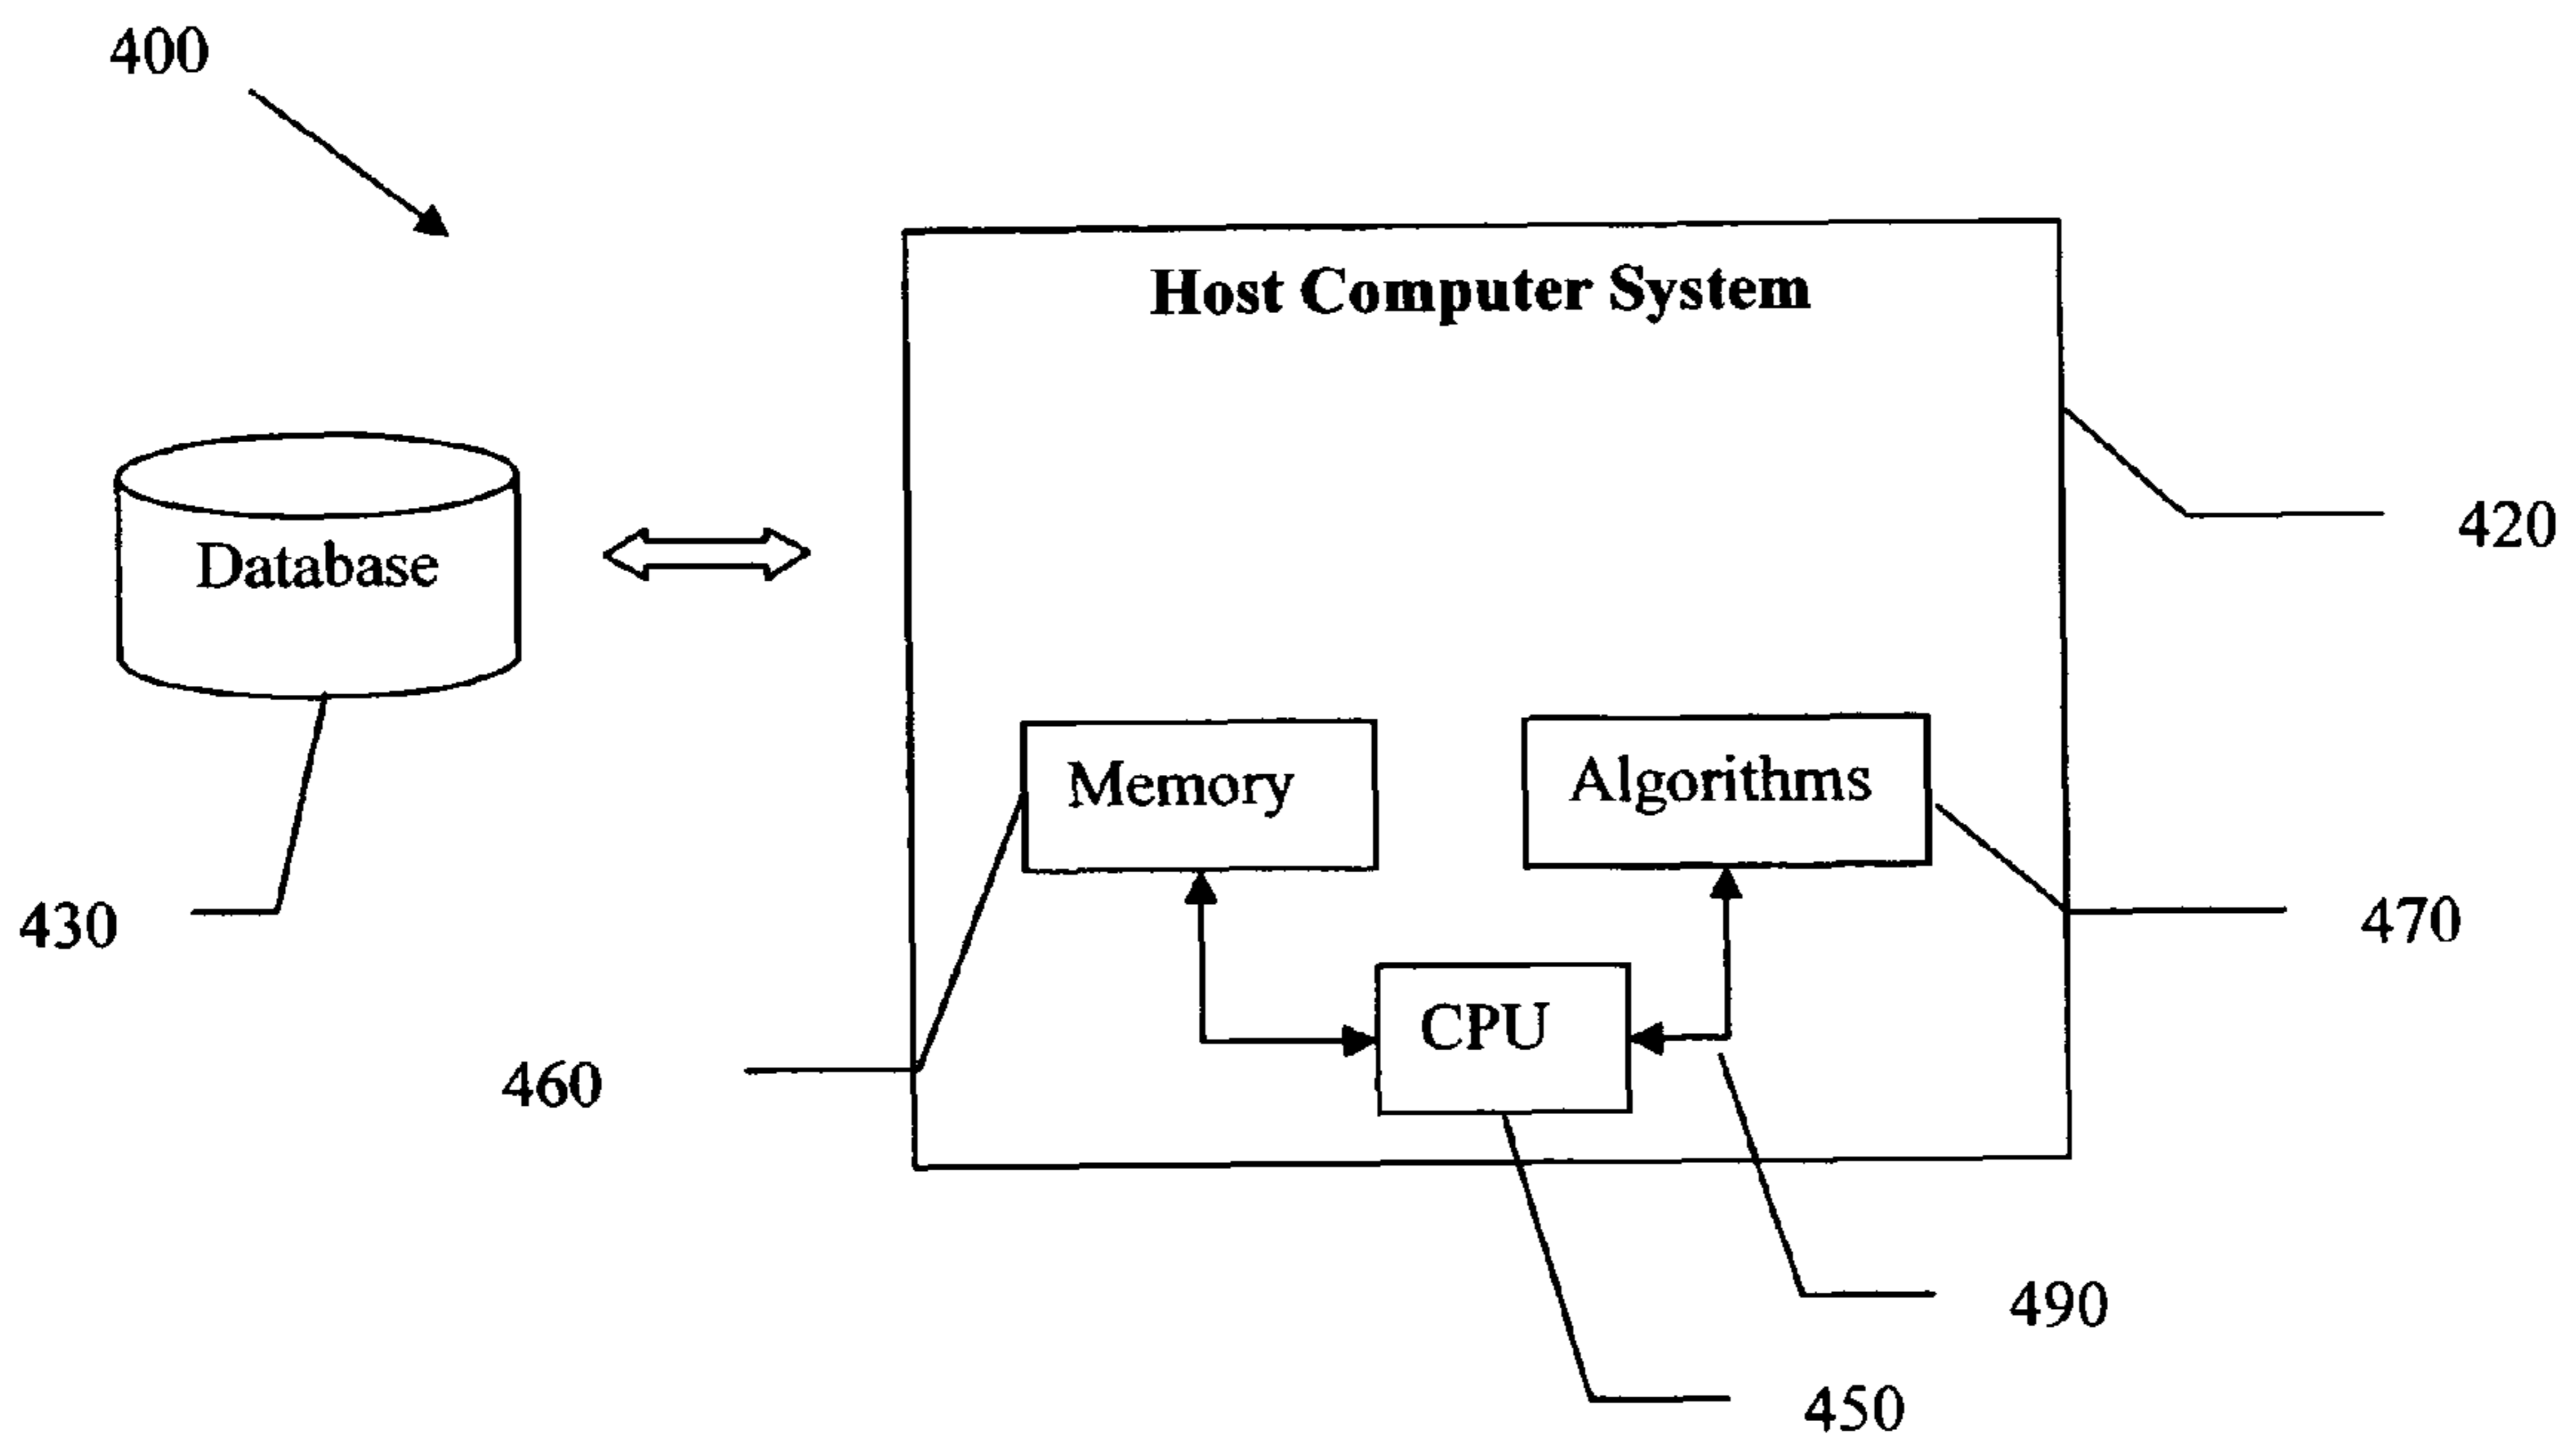 400
Host Computer System
420
Database
Memory
Algorithms
430
470
CPU
460
490
450